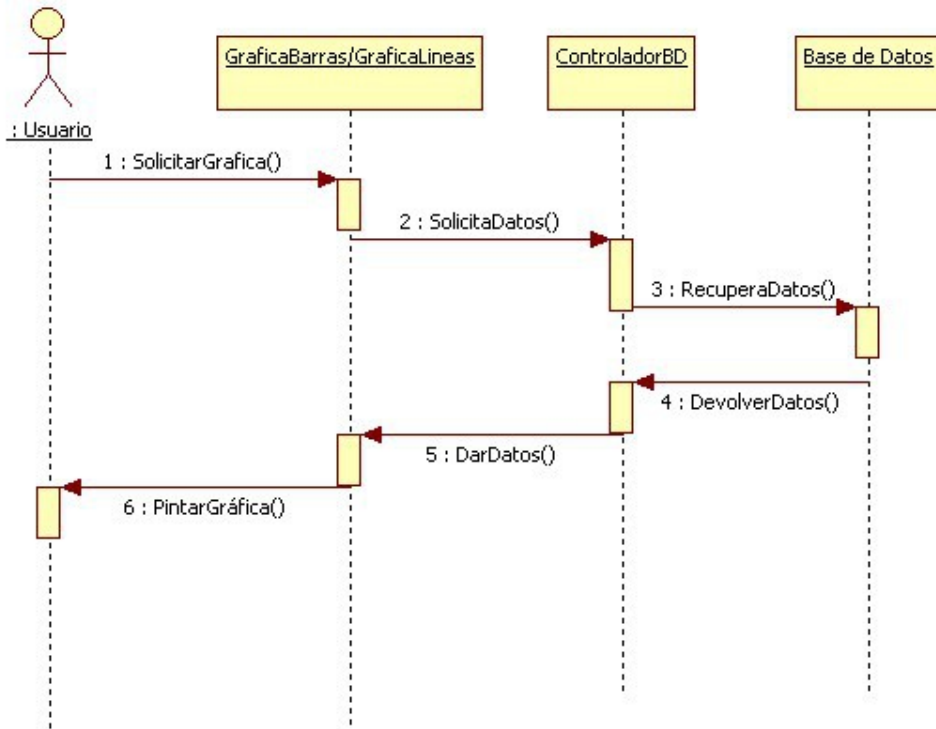 GraficaBarras/GraficaLineas
ControladorBD
Base de Datos
: Usuario
1 : SolicitarGrafica()
2 : SolicitaDatos()
3 : RecuperaDatos()
4 : DevolverDatos()
5 : DarDatos()
6 : PintarGráfica()